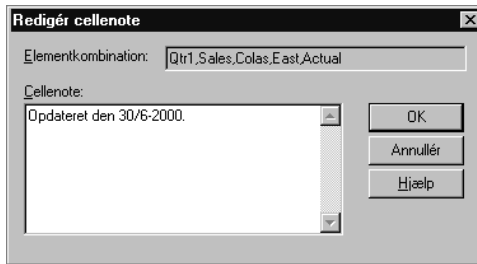 Redigér cellenote
Elementkombination: Qtr1,Sales,Colas,East,Actual
Cellenote:
Opdateret den 30/6-2000.
OK
Annullér
Hjælp